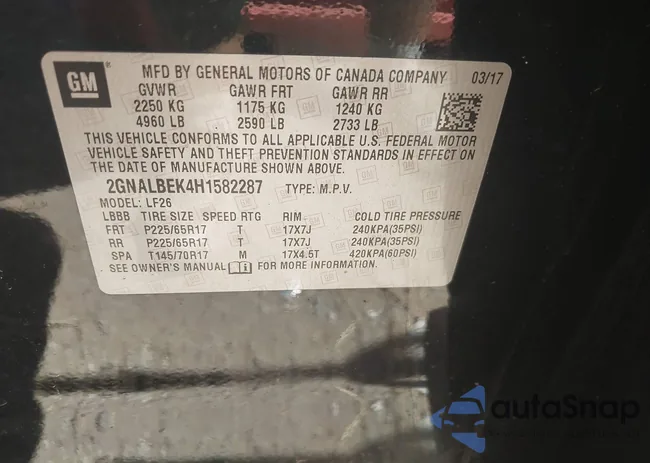 GM
MFD BY GENERAL MOTORS OF CANADA COMPANY 03/17
GVWR GAWR FRT GAWR RR
2250 KG 1175 KG 1240 KG
4960 LB 2590 LB 2733 LB
THIS VEHICLE CONFORMS TO ALL APPLICABLE U.S. FEDERAL MOTOR
VEHICLE SAFETY AND THEFT PREVENTION STANDARDS IN EFFECT ON
THE DATE OF MANUFACTURE SHOWN ABOVE.
2GNALBEK4H1582287 TYPE: M.P.V.
MODEL: LF26
LBBB TIRE SIZE SPEED RTG RIM COLD TIRE PRESSURE
FRT P225/65R17 T 17X7J 240KPA(35PSI)
RR P225/65R17 T 17X7J 240KPA(35PSI)
SPA T145/70R17 M 17X4.5T 420KPA(60PSI)
SEE OWNER'S MANUAL FOR MORE INFORMATION.
autoSnap